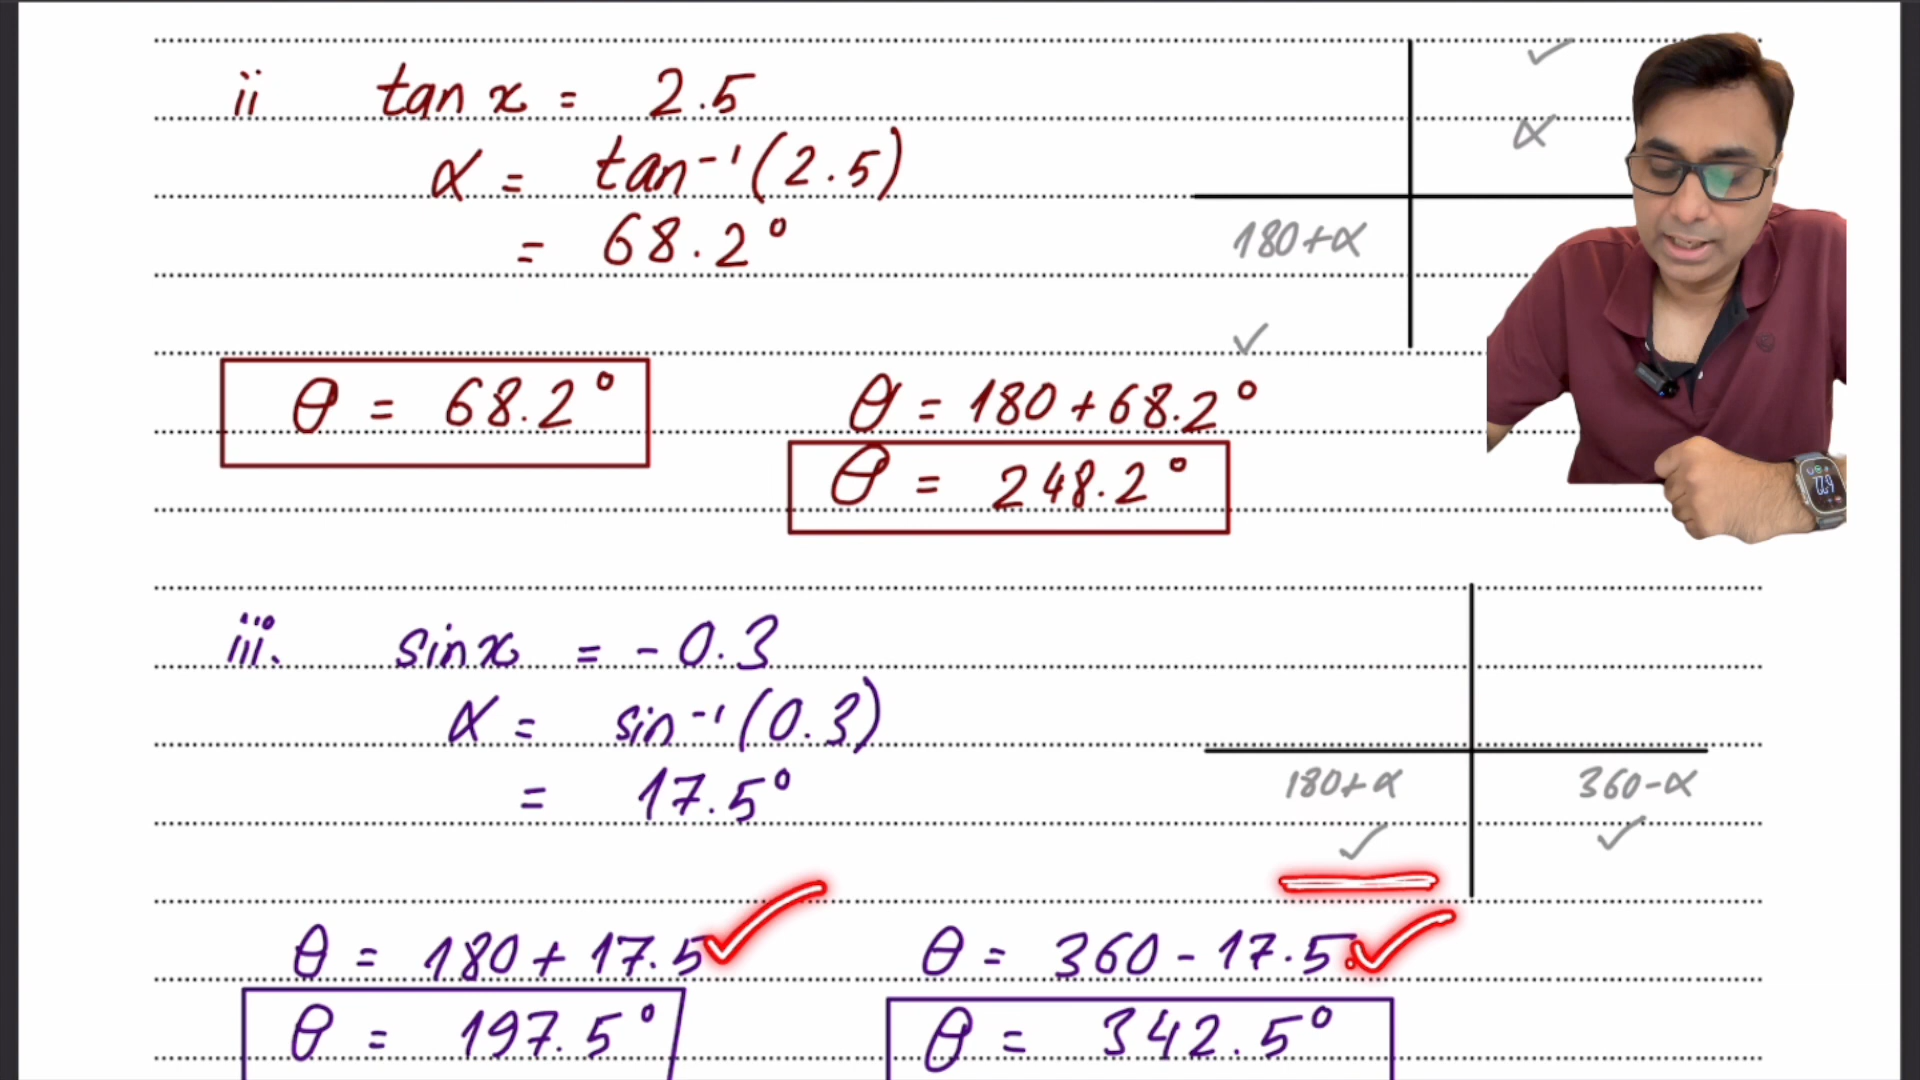 ii tan x = 2.5
α = tan⁻¹(2.5)
= 68.2°
α
180+α
θ = 68.2°
θ = 180 + 68.2°
θ = 248.2°
iii. sin x = -0.3
α = sin⁻¹(0.3)
= 17.5°
180+α 360-α
θ = 180 + 17.5
θ = 360 - 17.5
θ = 197.5°
θ = 342.5°